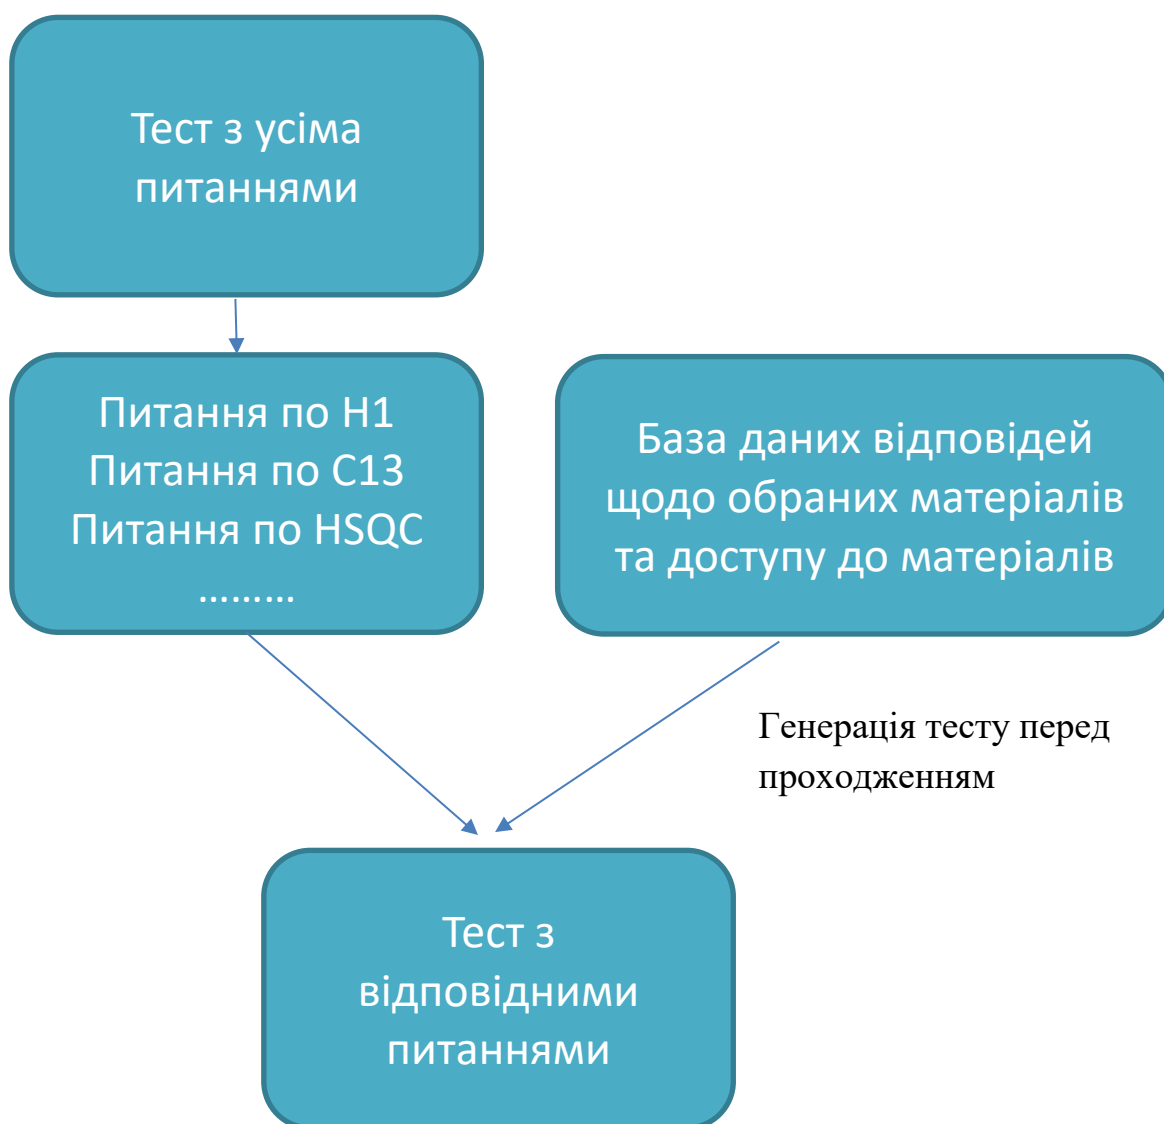 Тест з усіма
питаннями
Питання по H1
Питання по C13
Питання по HSQC
………
База даних відповідей
щодо обраних матеріалів
та доступу до матеріалів
Генерація тесту перед
проходженням
Тест з
відповідними
питаннями